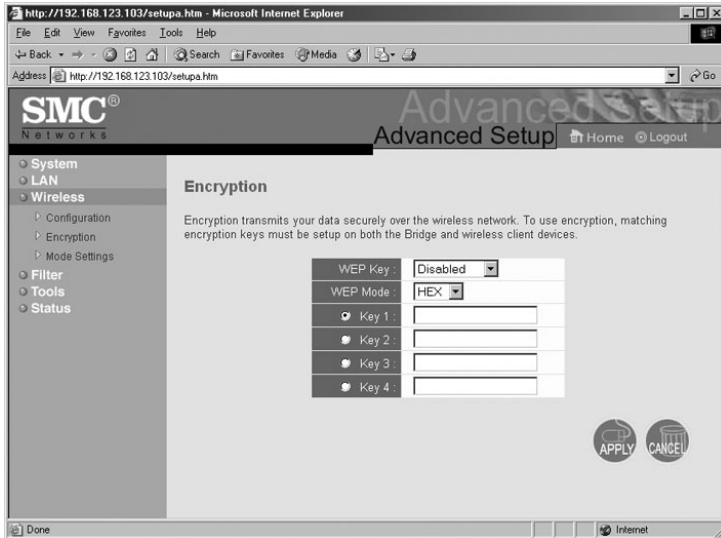 http://192.168.123.103/setupa.htm - Microsoft Internet Explorer
File Edit View Favorites Tools Help
Back Search Favorites Media
Address http://192.168.123.103/setupa.htm Go
SMC®
Networks
Advanced Setup
Advanced Setup Home Logout
System
LAN
Wireless
Configuration
Encryption
Mode Settings
Filter
Tools
Status
Encryption
Encryption transmits your data securely over the wireless network. To use encryption, matching
encryption keys must be setup on both the Bridge and wireless client devices.
WEP Key : Disabled
WEP Mode : HEX
Key 1 :
Key 2 :
Key 3 :
Key 4 :
APPLY CANCEL
Done Internet